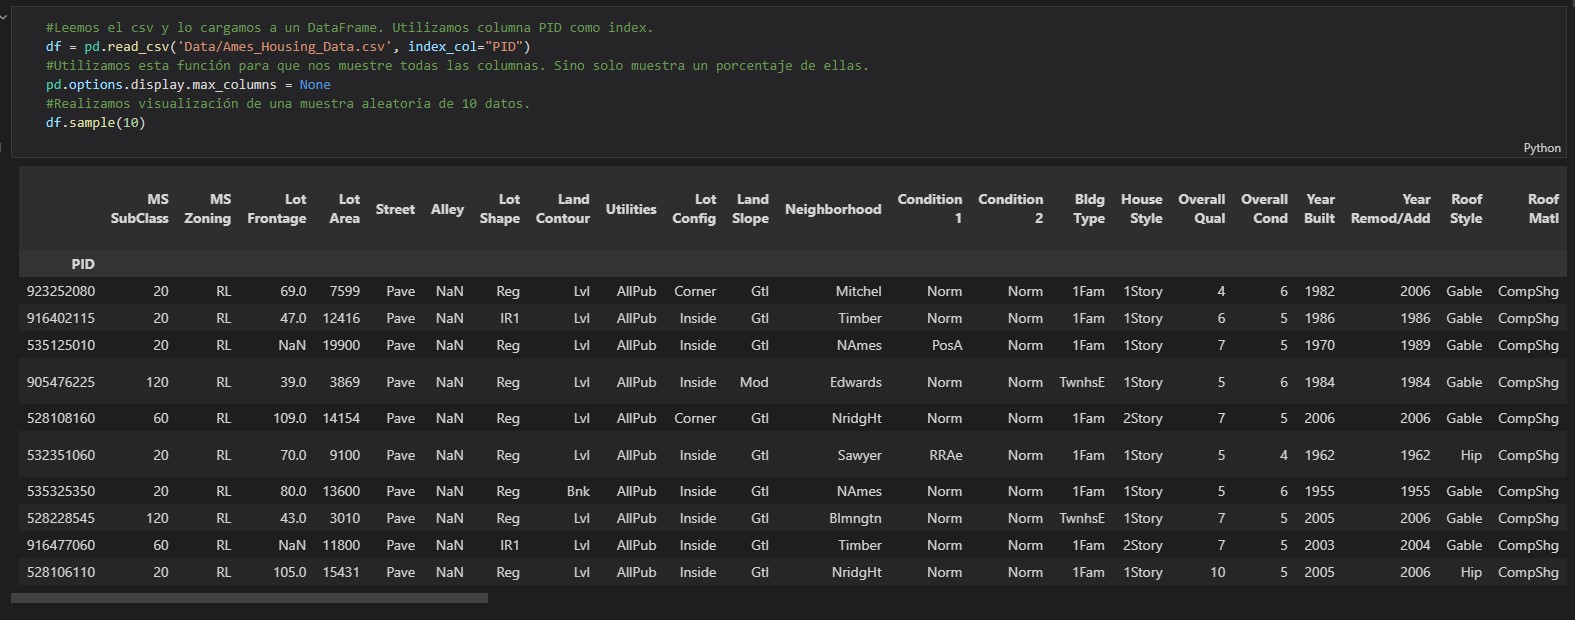 #Leemos el csv y lo cargamos a un DataFrame. Utilizamos columna PID como index.
df = pd.read_csv('Data/Ames_Housing_Data.csv', index_col="PID")
#Utilizamos esta función para que nos muestre todas las columnas. Sino solo muestra un porcentaje de ellas.
pd.options.display.max_columns = None
#Realizamos visualización de una muestra aleatoria de 10 datos.
df.sample(10)
Python
MS SubClass MS Zoning Lot Frontage Lot Area Street Alley Lot Shape Land Contour Utilities Lot Config Land Slope Neighborhood Condition 1 Condition 2 Bldg Type House Style Overall Qual Overall Cond Year Built Year Remod/Add Roof Style Roof Matl
PID
923252080 20 RL 69.0 7599 Pave NaN Reg Lvl AllPub Corner Gtl Mitchel Norm Norm 1Fam 1Story 4 6 1982 2006 Gable CompShg
916402115 20 RL 47.0 12416 Pave NaN IR1 Lvl AllPub Inside Gtl Timber Norm Norm 1Fam 1Story 6 5 1986 1986 Gable CompShg
535125010 20 RL NaN 19900 Pave NaN Reg Lvl AllPub Inside Gtl NAmes PosA Norm 1Fam 1Story 7 5 1970 1989 Gable CompShg
905476225 120 RL 39.0 3869 Pave NaN Reg Lvl AllPub Inside Mod Edwards Norm Norm TwnhsE 1Story 5 6 1984 1984 Gable CompShg
528108160 60 RL 109.0 14154 Pave NaN Reg Lvl AllPub Corner Gtl NridgHt Norm Norm 1Fam 2Story 7 5 2006 2006 Gable CompShg
532351060 20 RL 70.0 9100 Pave NaN Reg Lvl AllPub Inside Gtl Sawyer RRAe Norm 1Fam 1Story 5 4 1962 1962 Hip CompShg
535325350 20 RL 80.0 13600 Pave NaN Reg Bnk AllPub Inside Gtl NAmes Norm Norm 1Fam 1Story 5 6 1955 1955 Gable CompShg
528228545 120 RL 43.0 3010 Pave NaN Reg Lvl AllPub Inside Gtl Blmngtn Norm Norm TwnhsE 1Story 7 5 2005 2006 Gable CompShg
916477060 60 RL NaN 11800 Pave NaN IR1 Lvl AllPub Inside Gtl Timber Norm Norm 1Fam 2Story 7 5 2003 2004 Gable CompShg
528106110 20 RL 105.0 15431 Pave NaN Reg Lvl AllPub Inside Gtl NridgHt Norm Norm 1Fam 1Story 10 5 2005 2006 Hip CompShg